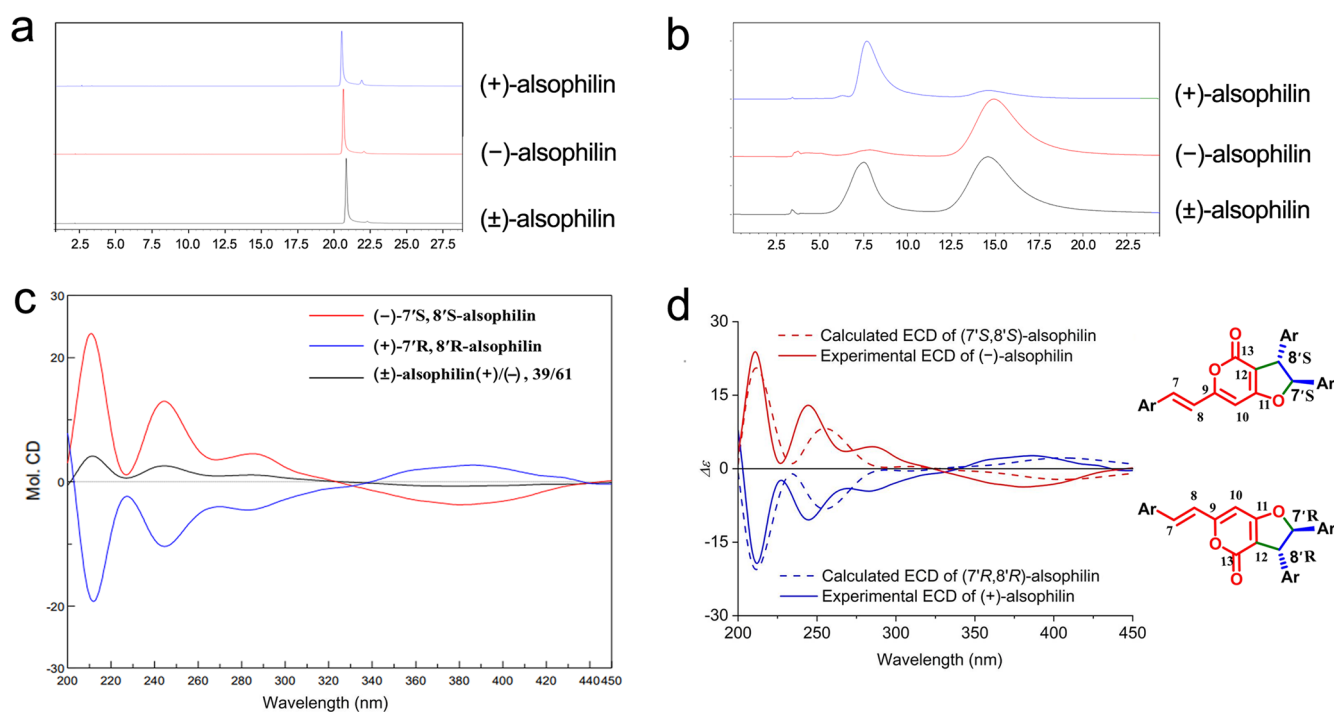 a
(+)-alsophilin
(−)-alsophilin
(±)-alsophilin
2.5 5.0 7.5 10.0 12.5 15.0 17.5 20.0 22.5 25.0 27.5
b
(+)-alsophilin
(−)-alsophilin
(±)-alsophilin
2.5 5.0 7.5 10.0 12.5 15.0 17.5 20.0 22.5
c
30
20
0
-20
-30
Mol. CD
(−)-7'S, 8'S-alsophilin
(+)-7'R, 8'R-alsophilin
(±)-alsophilin(+)/(−) , 39/61
200 220 240 260 280 300 320 340 360 380 400 420 440 450
Wavelength (nm)
d
30
15
0
-15
-30
Δε
Calculated ECD of (7'S,8'S)-alsophilin
Experimental ECD of (−)-alsophilin
Calculated ECD of (7'R,8'R)-alsophilin
Experimental ECD of (+)-alsophilin
200 250 300 350 400 450
Wavelength (nm)
O
Ar
13
8'S
O
12
Ar
7
9
7'S
Ar
8
10
11
O
8
10
11
O
7'R
Ar
9
Ar
7
O
12
8'R
13
O
Ar